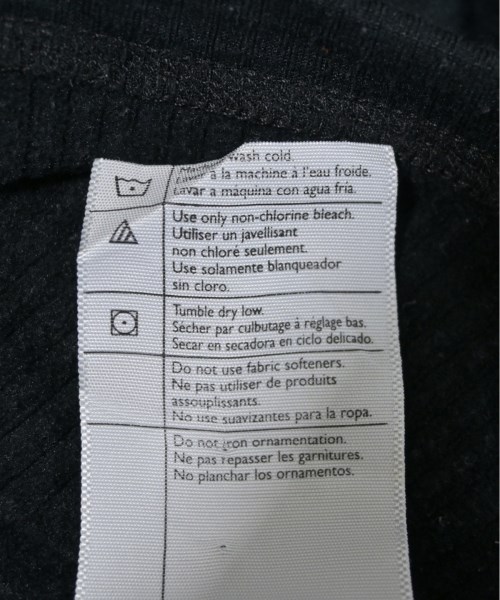 Machine wash cold.
Laver à la machine à l'eau froide.
Lavar a máquina con agua fría.
Use only non-chlorine bleach.
Utiliser un javellisant
non chloré seulement.
Use solamente blanqueador
sin cloro.
Tumble dry low.
Sécher par culbutage à réglage bas.
Secar en secadora en ciclo delicado.
Do not use fabric softeners.
Ne pas utiliser de produits
assouplissants.
No use suavizantes para la ropa.
Do not iron ornamentation.
Ne pas repasser les garnitures.
No planchar los ornamentos.